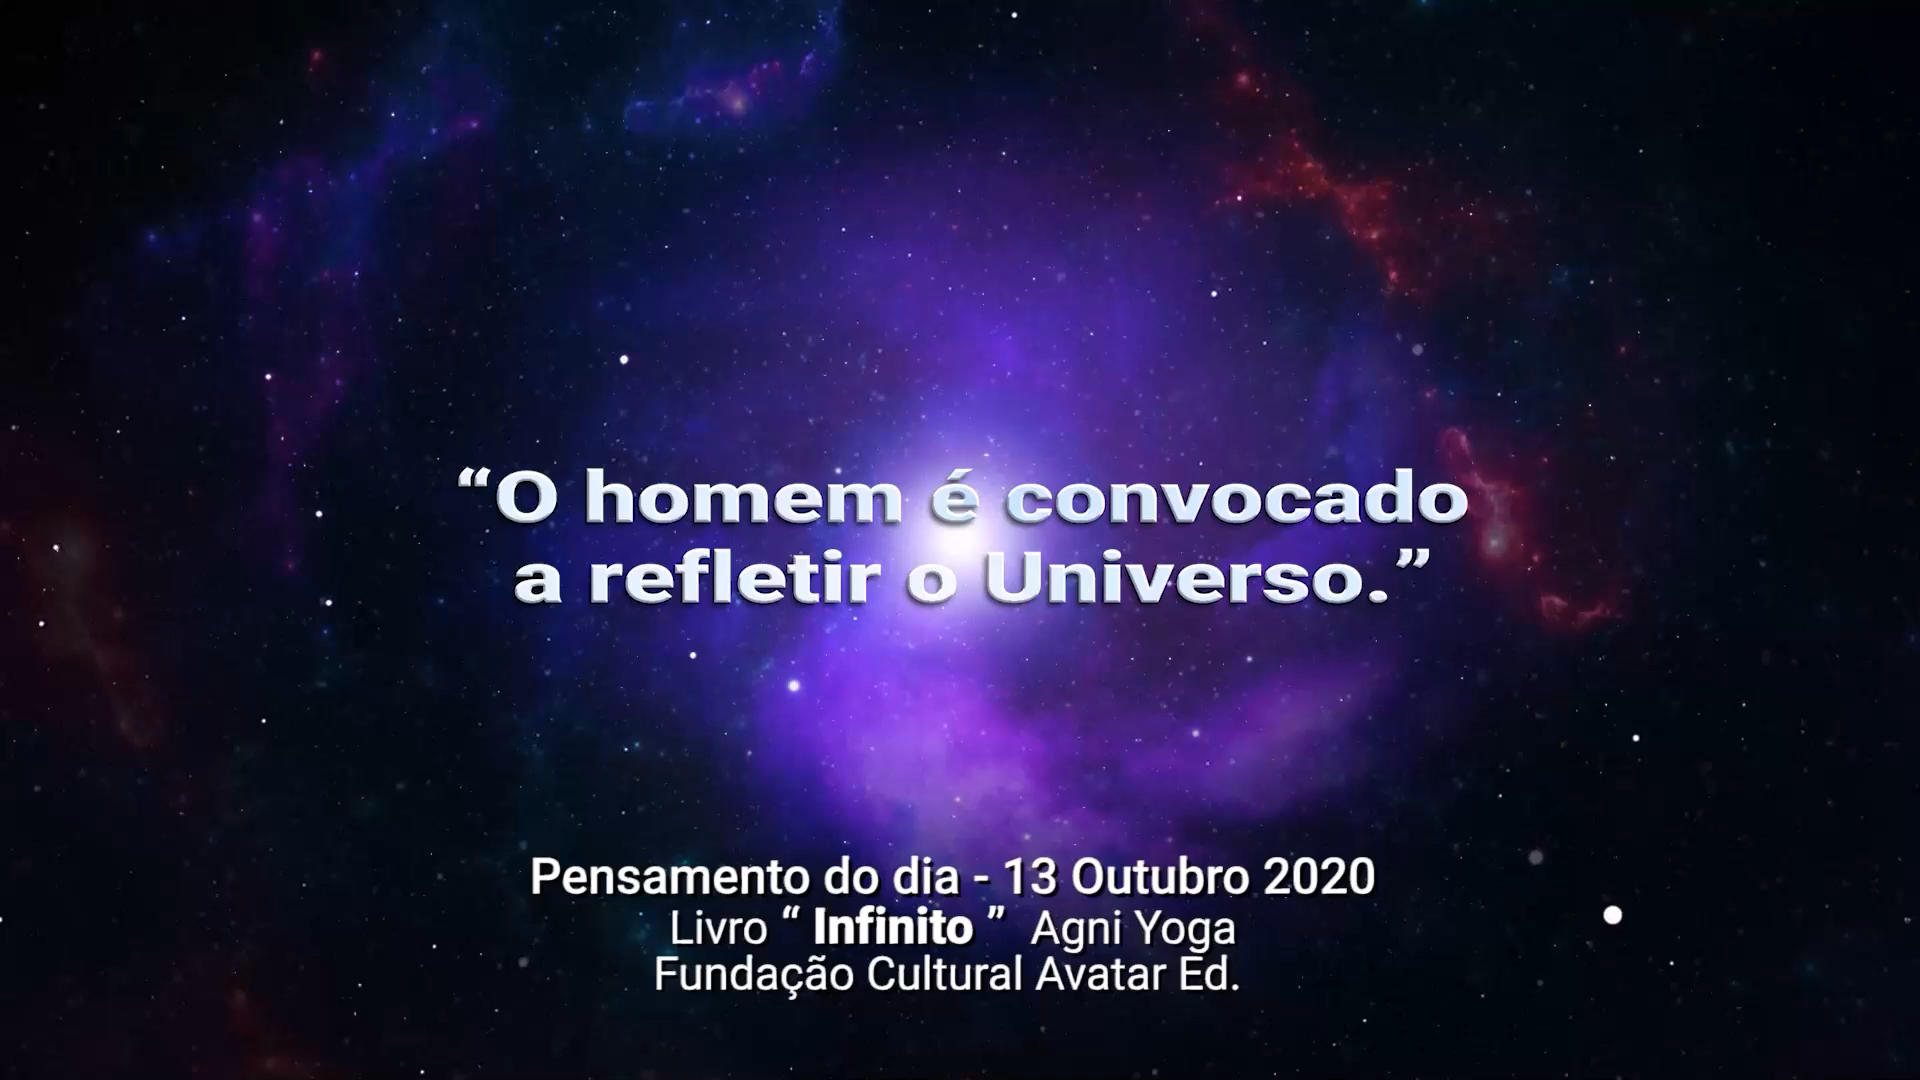 “O homem é convocado
a refletir o Universo.”
Pensamento do dia - 13 Outubro 2020
Livro “ Infinito ” Agni Yoga
Fundação Cultural Avatar Ed.